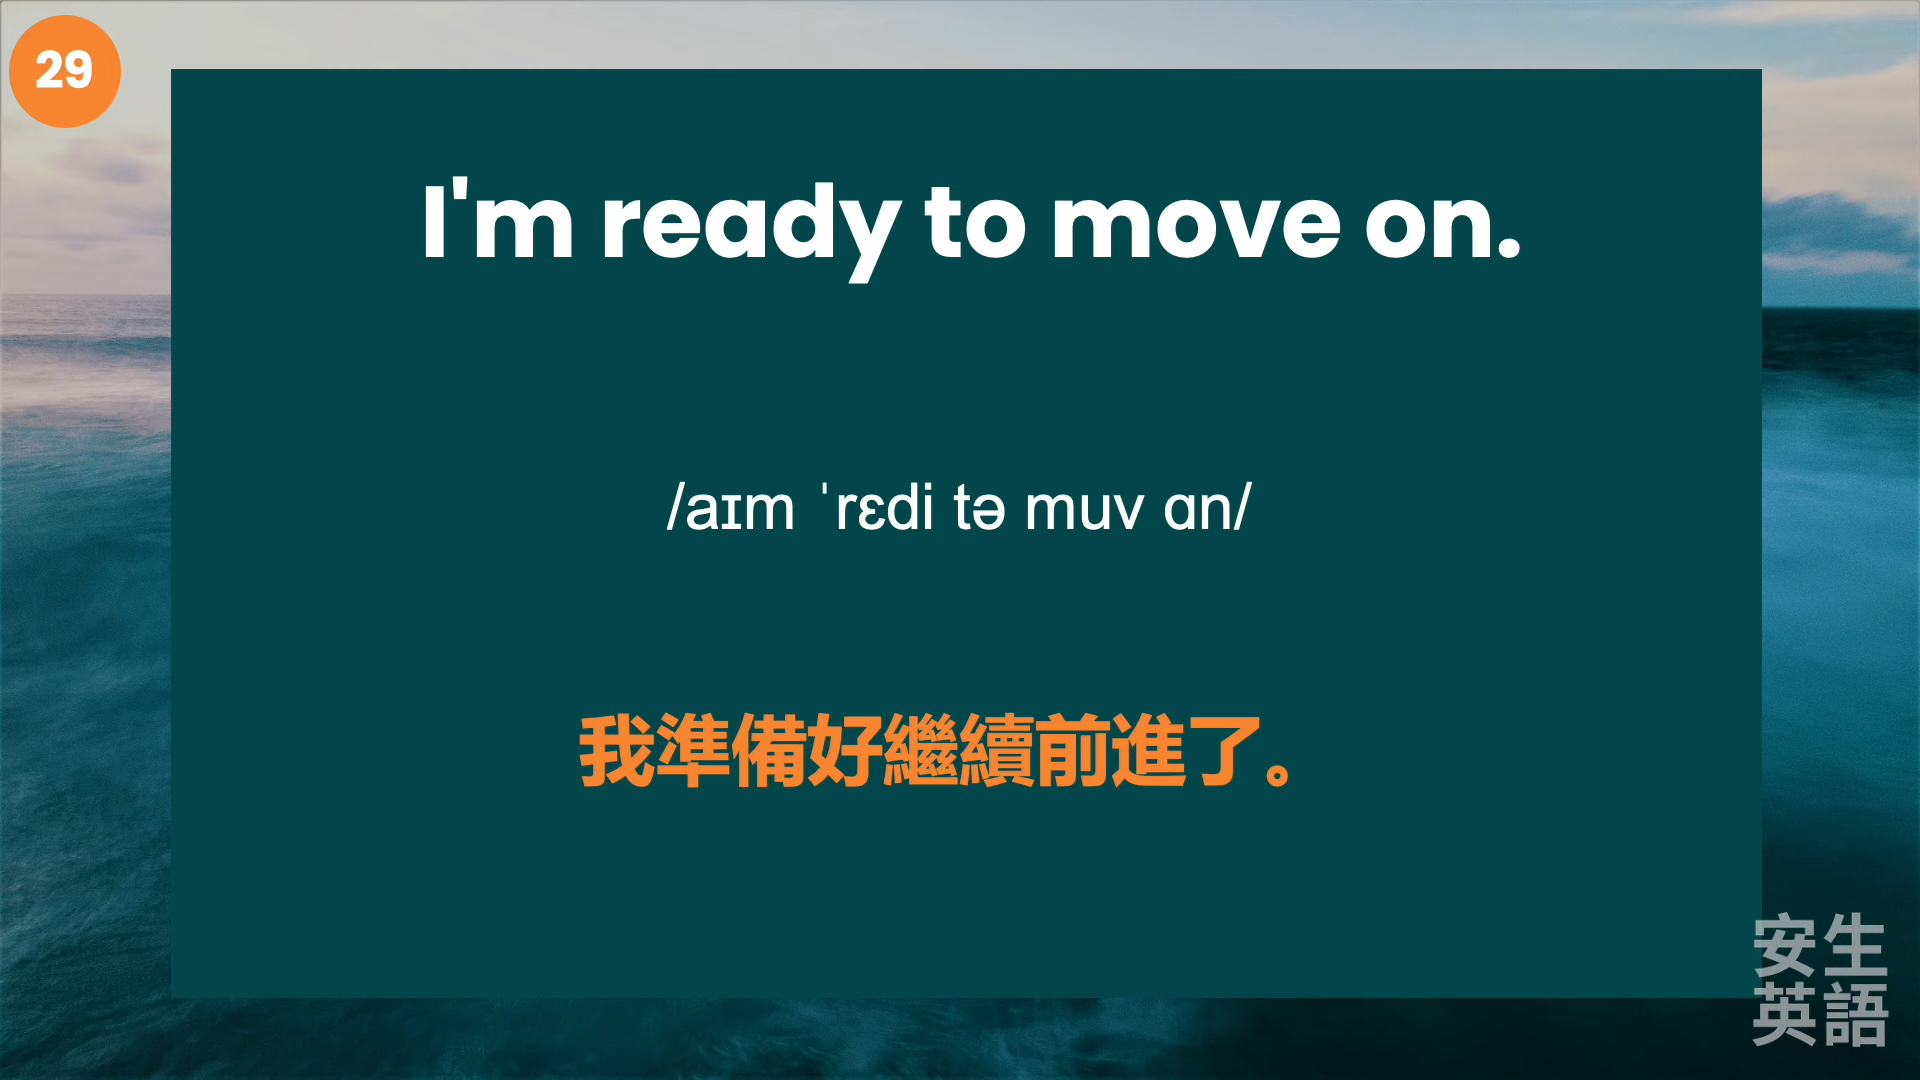 29
I'm ready to move on.
/aɪm ˈrɛdi tə muv ɑn/
我準備好繼續前進了。
安生
英語